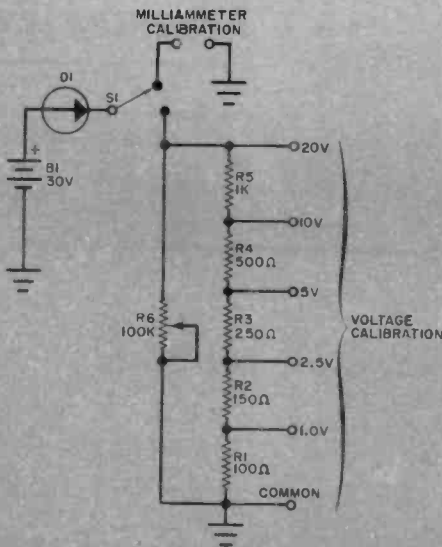 MILLIAMMETER
CALIBRATION
D1
S1
+
B1
30V
20V
R5
1K
10V
R4
500Ω
5V
R6
100K
R3
250Ω
VOLTAGE
CALIBRATION
2.5V
R2
150Ω
1.0V
R1
100Ω
COMMON